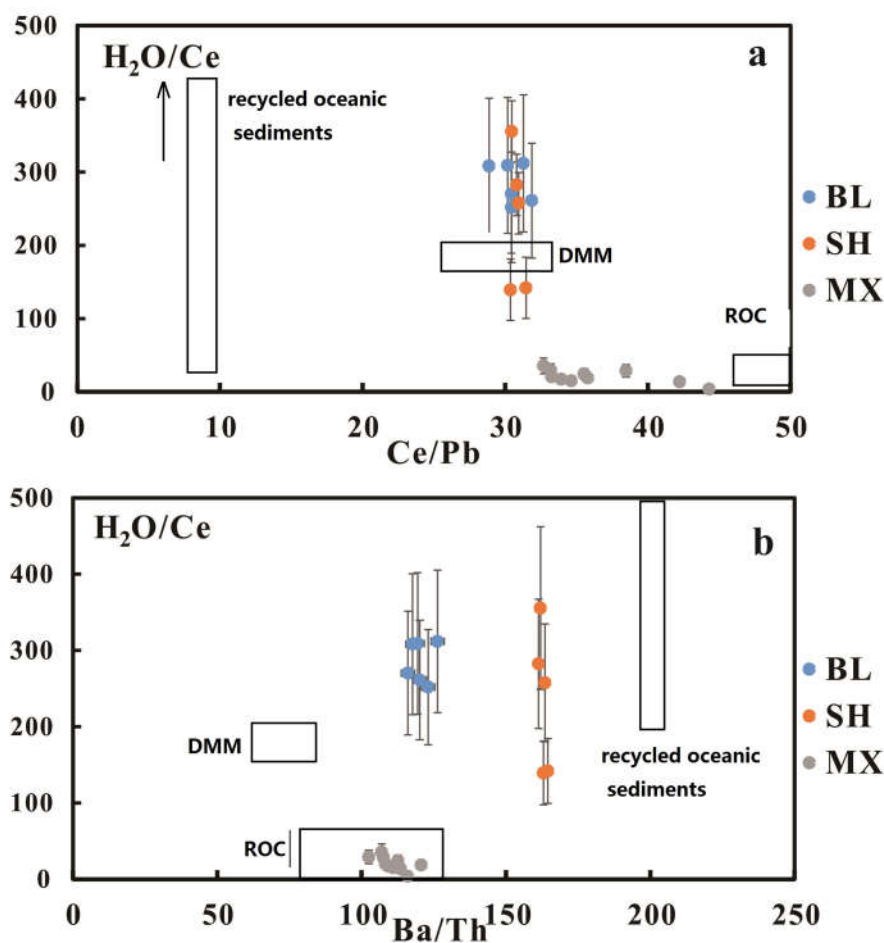 500
H₂O/Ce
a
400
recycled oceanic
sediments
300
BL
SH
MX
200
DMM
100
ROC
0
0 10 20 30 40 50
Ce/Pb
500
H₂O/Ce
b
400
300
BL
SH
MX
200
DMM
recycled oceanic
sediments
100
ROC
0
0 50 100 150 200 250
Ba/Th